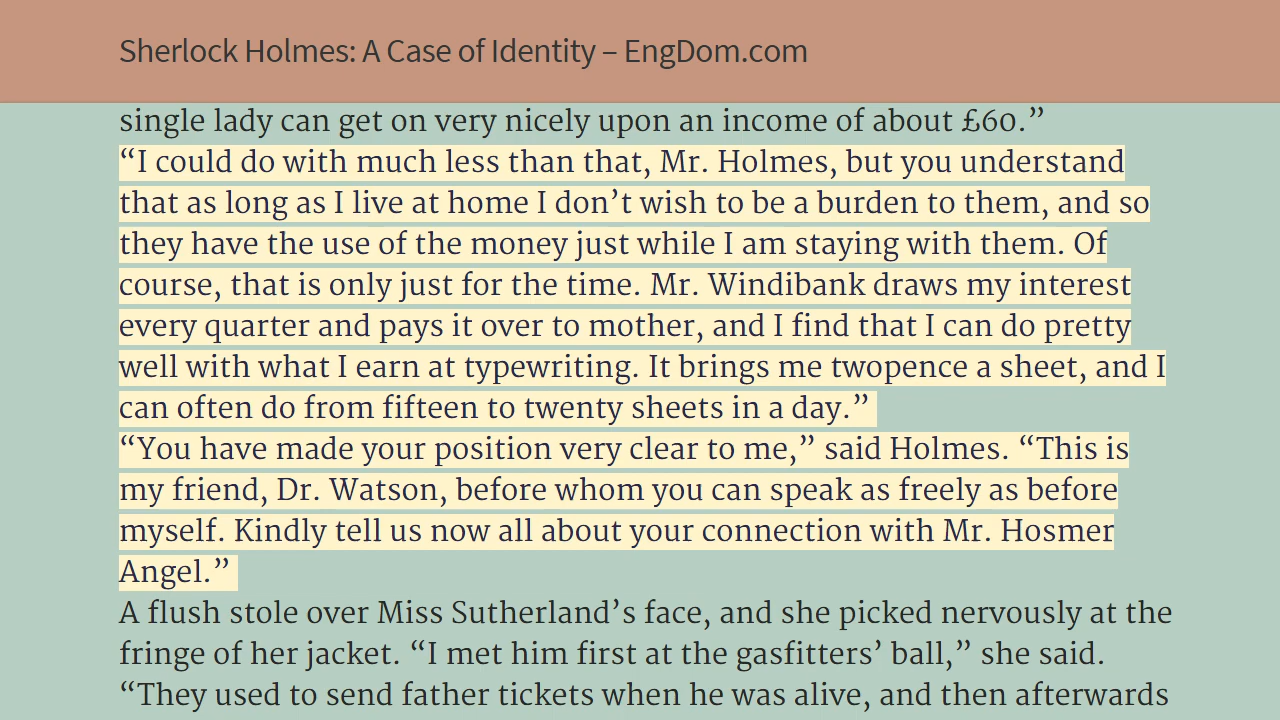 Sherlock Holmes: A Case of Identity – EngDom.com
single lady can get on very nicely upon an income of about £60.”
“I could do with much less than that, Mr. Holmes, but you understand
that as long as I live at home I don’t wish to be a burden to them, and so
they have the use of the money just while I am staying with them. Of
course, that is only just for the time. Mr. Windibank draws my interest
every quarter and pays it over to mother, and I find that I can do pretty
well with what I earn at typewriting. It brings me twopence a sheet, and I
can often do from fifteen to twenty sheets in a day.”
“You have made your position very clear to me,” said Holmes. “This is
my friend, Dr. Watson, before whom you can speak as freely as before
myself. Kindly tell us now all about your connection with Mr. Hosmer
Angel.”
A flush stole over Miss Sutherland’s face, and she picked nervously at the
fringe of her jacket. “I met him first at the gasfitters’ ball,” she said.
“They used to send father tickets when he was alive, and then afterwards